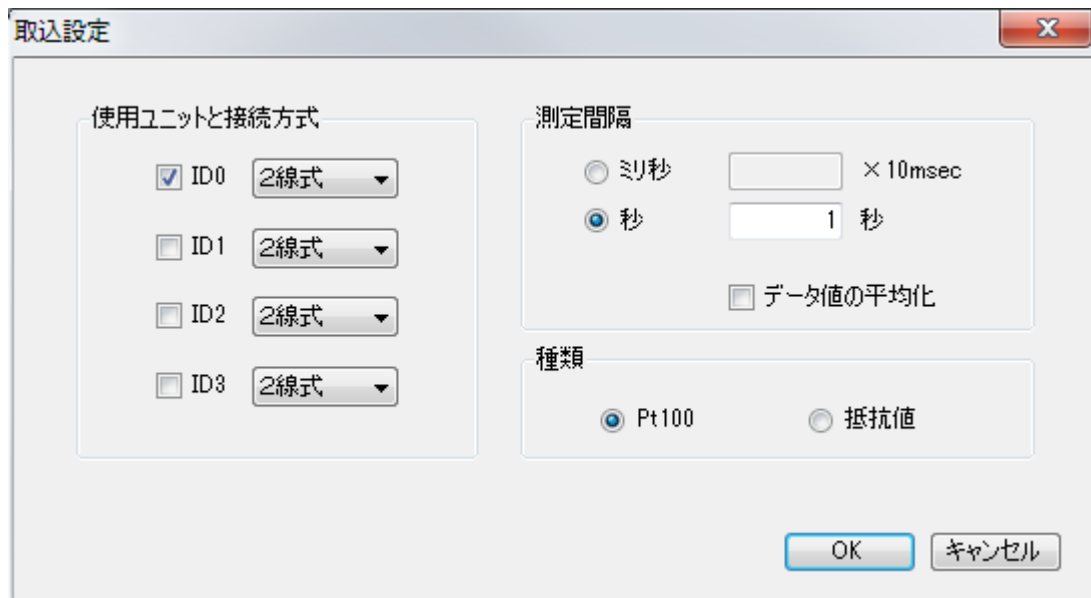 取込設定
使用ユニットと接続方式
ID0 2線式
ID1 2線式
ID2 2線式
ID3 2線式
測定間隔
ミリ秒 ×10msec
秒 1 秒
データ値の平均化
種類
Pt100 抵抗値
OK キャンセル